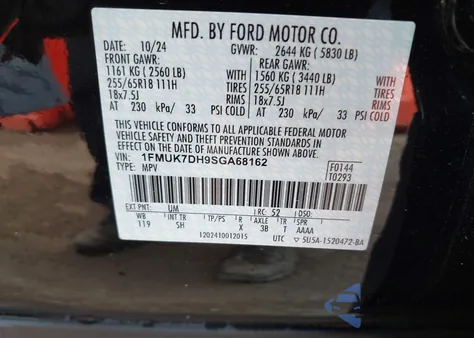 MFD. BY FORD MOTOR CO.
10/24 GVWR: 2644 KG ( 5830 LB)
FRONT GAWR: REAR GAWR:
1161 KG ( 2560 LB) 1560 KG ( 3440 LB)
255/65R18 111H TIRES 255/65R18 111H TIRES
18x7.5J RIMS 18x7.5J RIMS
AT 230 kPa/ 33 PSI COLD AT 230 kPa/ 33 PSI COLD
THIS VEHICLE CONFORMS TO ALL APPLICABLE FEDERAL MOTOR
VEHICLE SAFETY AND THEFT PREVENTION STANDARDS IN
EFFECT ON THE DATE OF MANUFACTURE SHOWN ABOVE.
VIN: 1FMUK7DH9SGA68162 F0144
TYPE: MPV T0293
EXT PNT: UM RC: 52 DSO:
WB INT TR TP/PS R AXLE TR SPR
119 SH X 3B T AAAA
I202410012015 UTC ▽ 5U5A-1520472-BA